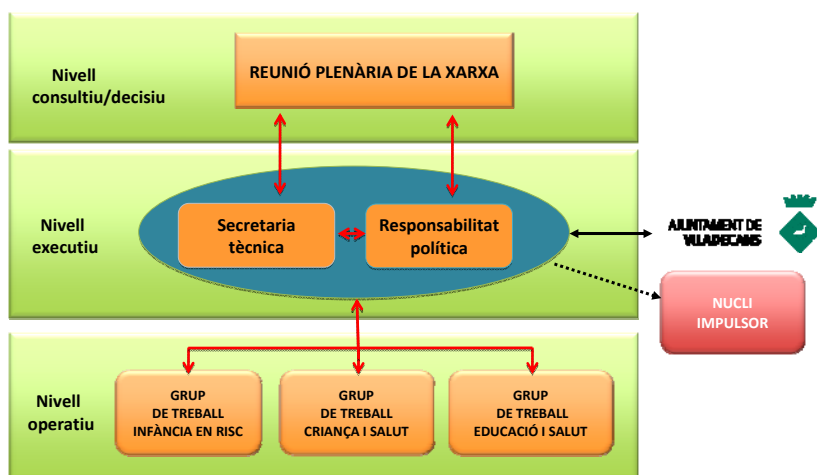 Nivell
consultiu/decisiu
REUNIÓ PLENÀRIA DE LA XARXA
Nivell
executiu
Secretaria
tècnica
Responsabilitat
política
AJUNTAMENT DE
VILADECANS
NUCLI
IMPULSOR
Nivell
operatiu
GRUP
DE TREBALL
INFÀNCIA EN RISC
GRUP
DE TREBALL
CRIANÇA I SALUT
GRUP
DE TREBALL
EDUCACIÓ I SALUT